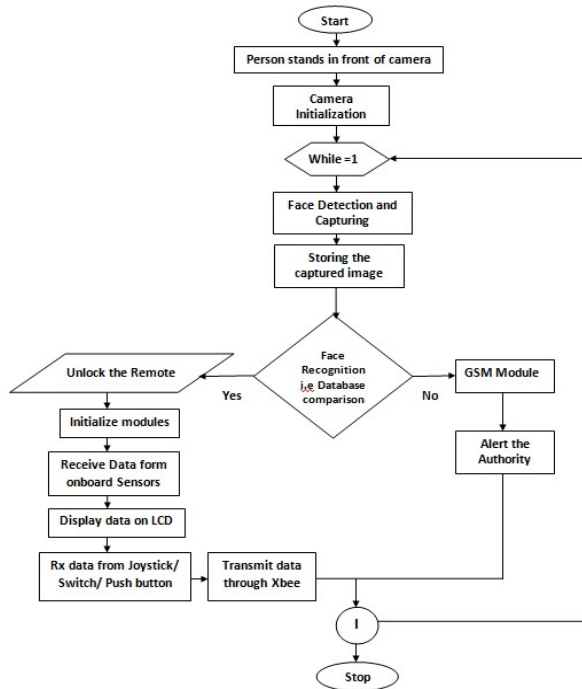 Start
Person stands in front of camera
Camera
Initialization
While =1
Face Detection and
Capturing
Storing the
captured image
Face
Recognition
i,e Database
comparison
Yes
No
Unlock the Remote
Initialize modules
Receive Data form
onboard Sensors
Display data on LCD
Rx data from Joystick/
Switch/ Push button
Transmit data
through Xbee
GSM Module
Alert the
Authority
I
Stop